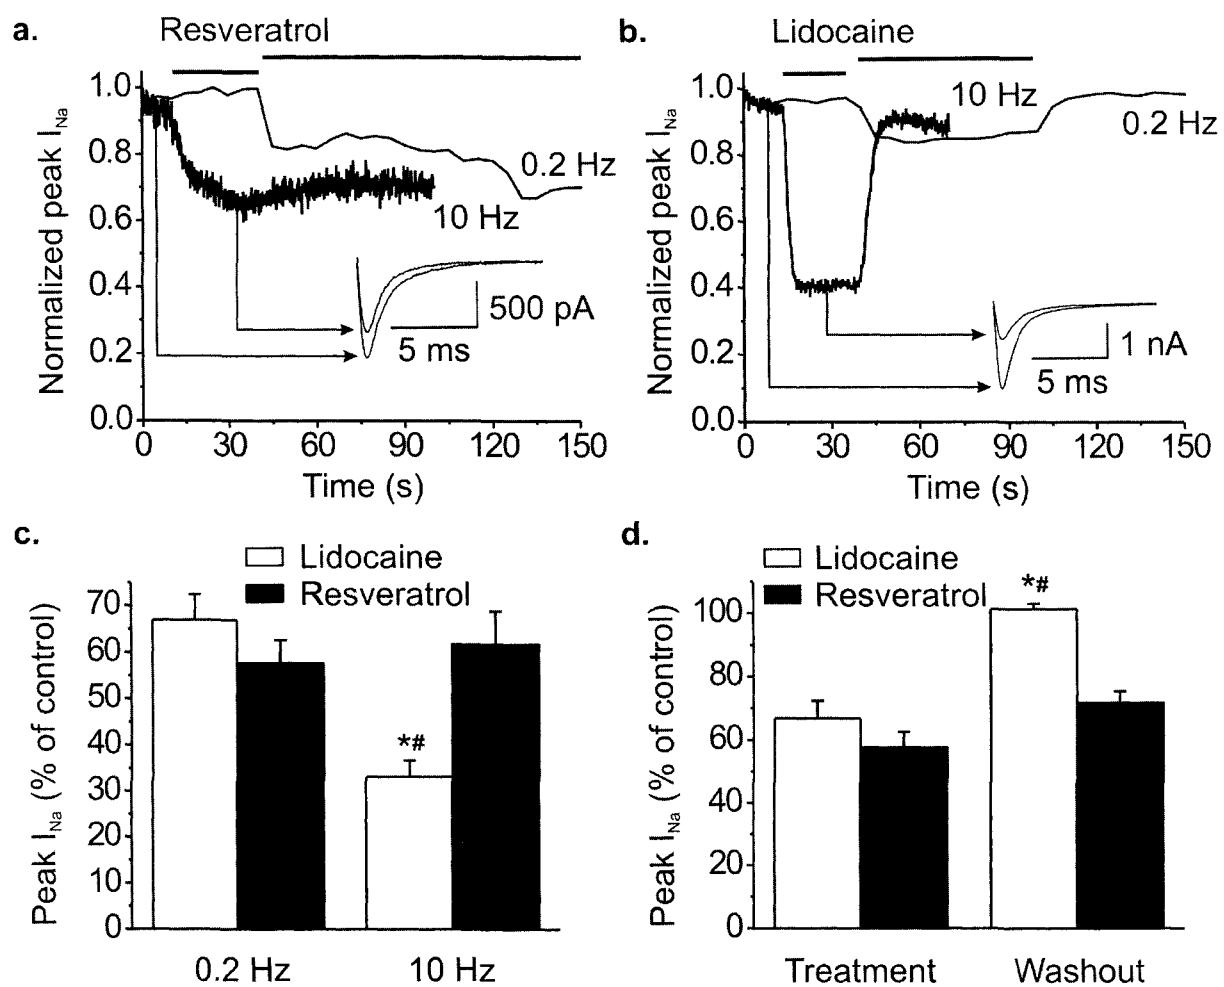 a.
Resveratrol
Normalized peak I_Na
1.0
0.8
0.6
0.4
0.2
0.0
0.2 Hz
10 Hz
500 pA
5 ms
0 30 60 90 120 150
Time (s)
b.
Lidocaine
Normalized peak I_Na
1.0
0.8
0.6
0.4
0.2
0.0
10 Hz
0.2 Hz
1 nA
5 ms
0 30 60 90 120 150
Time (s)
c.
Lidocaine
Resveratrol
Peak I_Na (% of control)
70
60
50
40
30
20
10
0
*#
0.2 Hz 10 Hz
d.
Lidocaine
Resveratrol
Peak I_Na (% of control)
100
80
60
40
20
0
*#
Treatment Washout